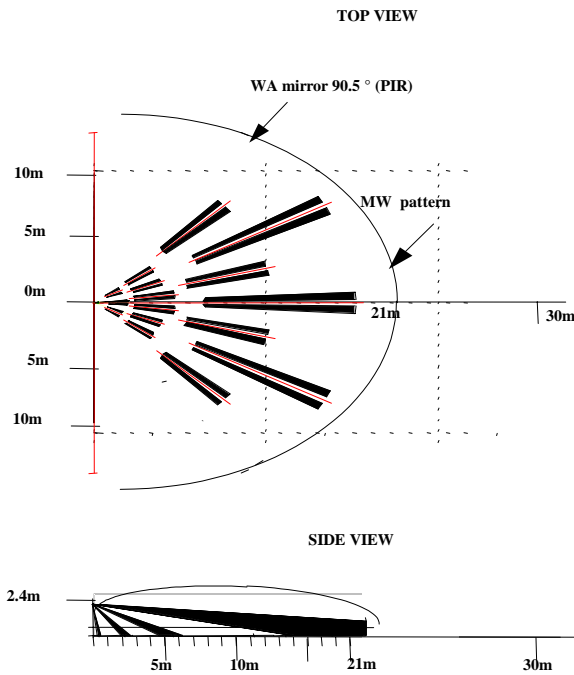 TOP VIEW
WA mirror 90.5 ° (PIR)
10m
MW pattern
5m
0m
21m
30m
5m
10m
SIDE VIEW
2.4m
5m
10m
21m
30m